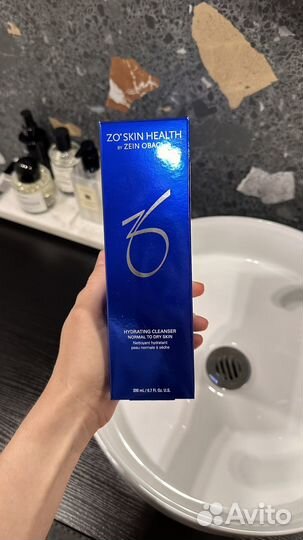 ZO® SKIN HEALTH
BY ZEIN OBAGI
HYDRATING CLEANSER
NORMAL TO DRY SKIN
Nettoyant hydratant
peau normale à sèche
200 mL / 6.7 Fl. Oz. U.S.
Avito